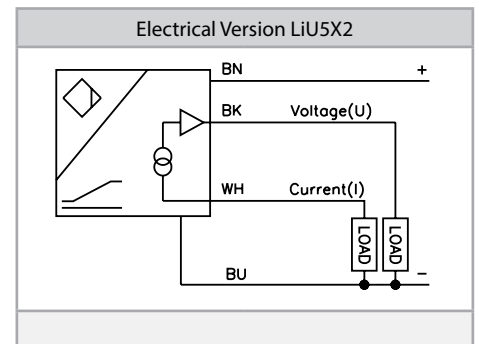 Electrical Version LiU5X2
BN
+
BK
Voltage(U)
WH
Current(I)
LOAD
LOAD
BU
-